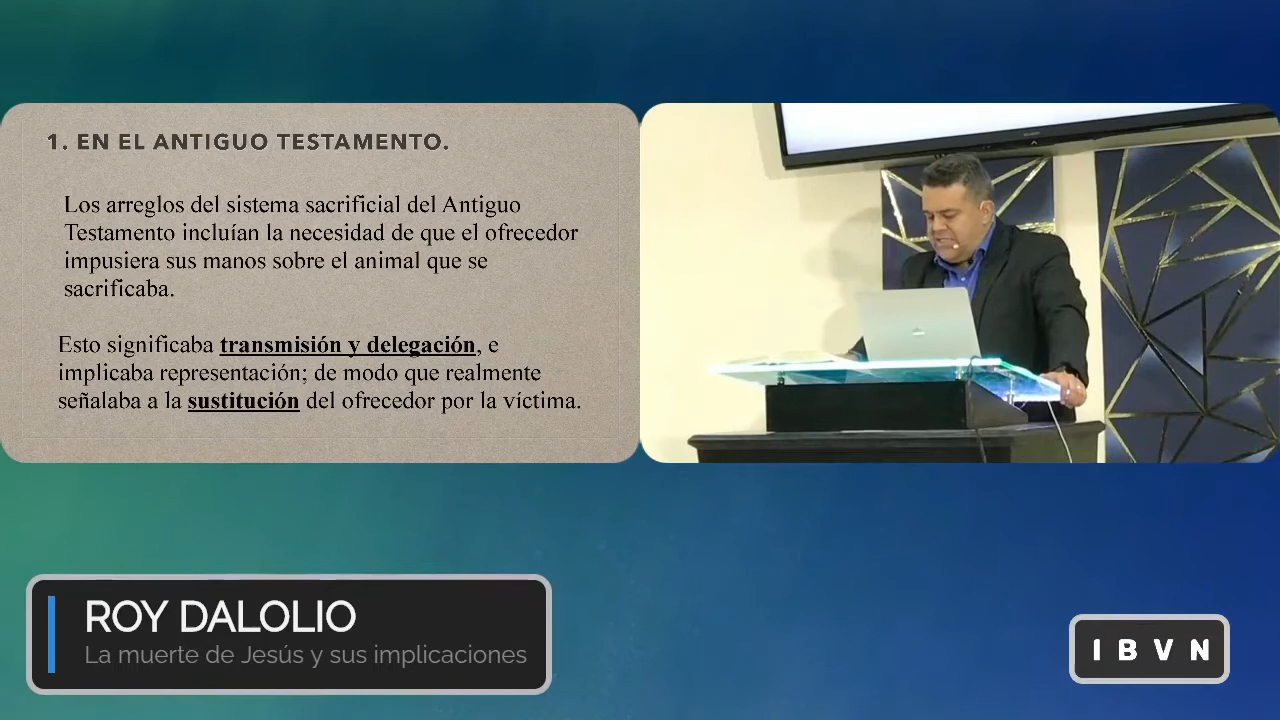 1. EN EL ANTIGUO TESTAMENTO.
Los arreglos del sistema sacrificial del Antiguo
Testamento incluían la necesidad de que el ofrecedor
impusiera sus manos sobre el animal que se
sacrificaba.
Esto significaba transmisión y delegación, e
implicaba representación; de modo que realmente
señalaba a la sustitución del ofrecedor por la víctima.
ROY DALOLIO
La muerte de Jesús y sus implicaciones
IBVN